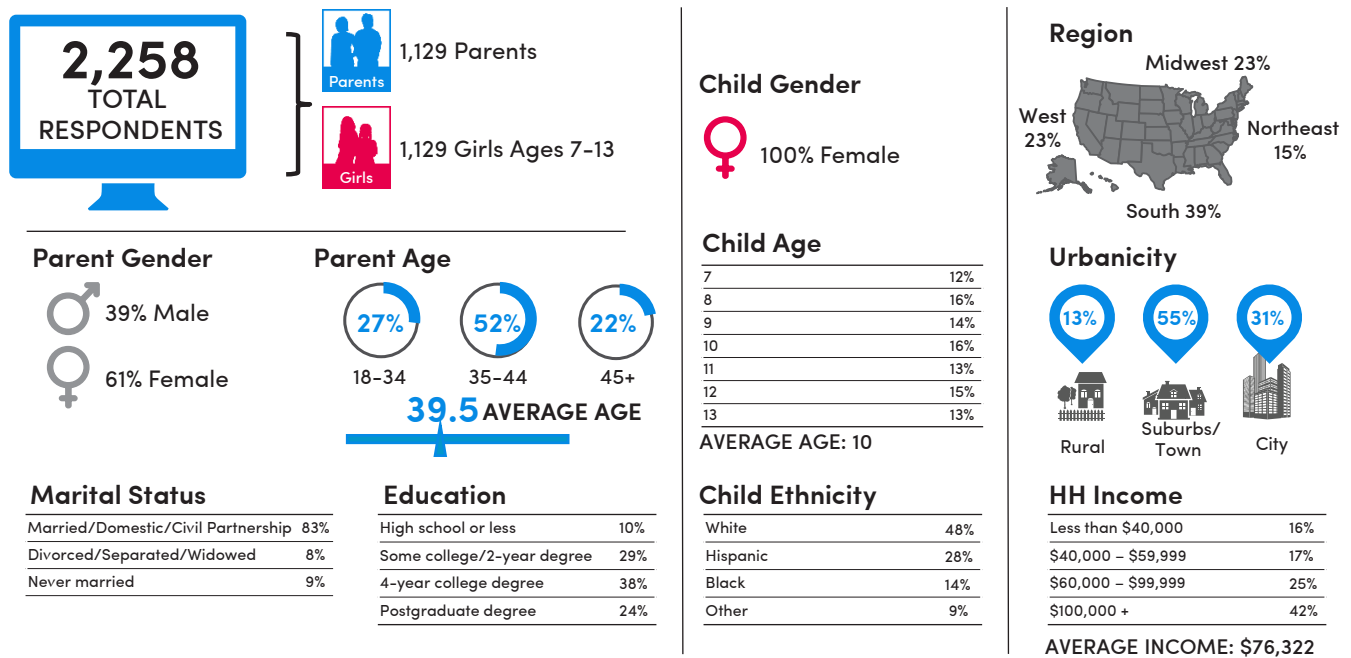 2,258
TOTAL
RESPONDENTS
Parents
1,129 Parents
Girls
1,129 Girls Ages 7-13
Parent Gender
39% Male
61% Female
Parent Age
27%
52%
22%
18-34
35-44
45+
39.5 AVERAGE AGE
Marital Status
Married/Domestic/Civil Partnership 83%
Divorced/Separated/Widowed 8%
Never married 9%
Education
High school or less 10%
Some college/2-year degree 29%
4-year college degree 38%
Postgraduate degree 24%
Child Gender
100% Female
Child Age
7 12%
8 16%
9 14%
10 16%
11 13%
12 15%
13 13%
AVERAGE AGE: 10
Child Ethnicity
White 48%
Hispanic 28%
Black 14%
Other 9%
Region
Midwest 23%
West
23%
Northeast
15%
South 39%
Urbanicity
13%
55%
31%
Rural
Suburbs/
Town
City
HH Income
Less than $40,000 16%
$40,000 – $59,999 17%
$60,000 – $99,999 25%
$100,000 + 42%
AVERAGE INCOME: $76,322